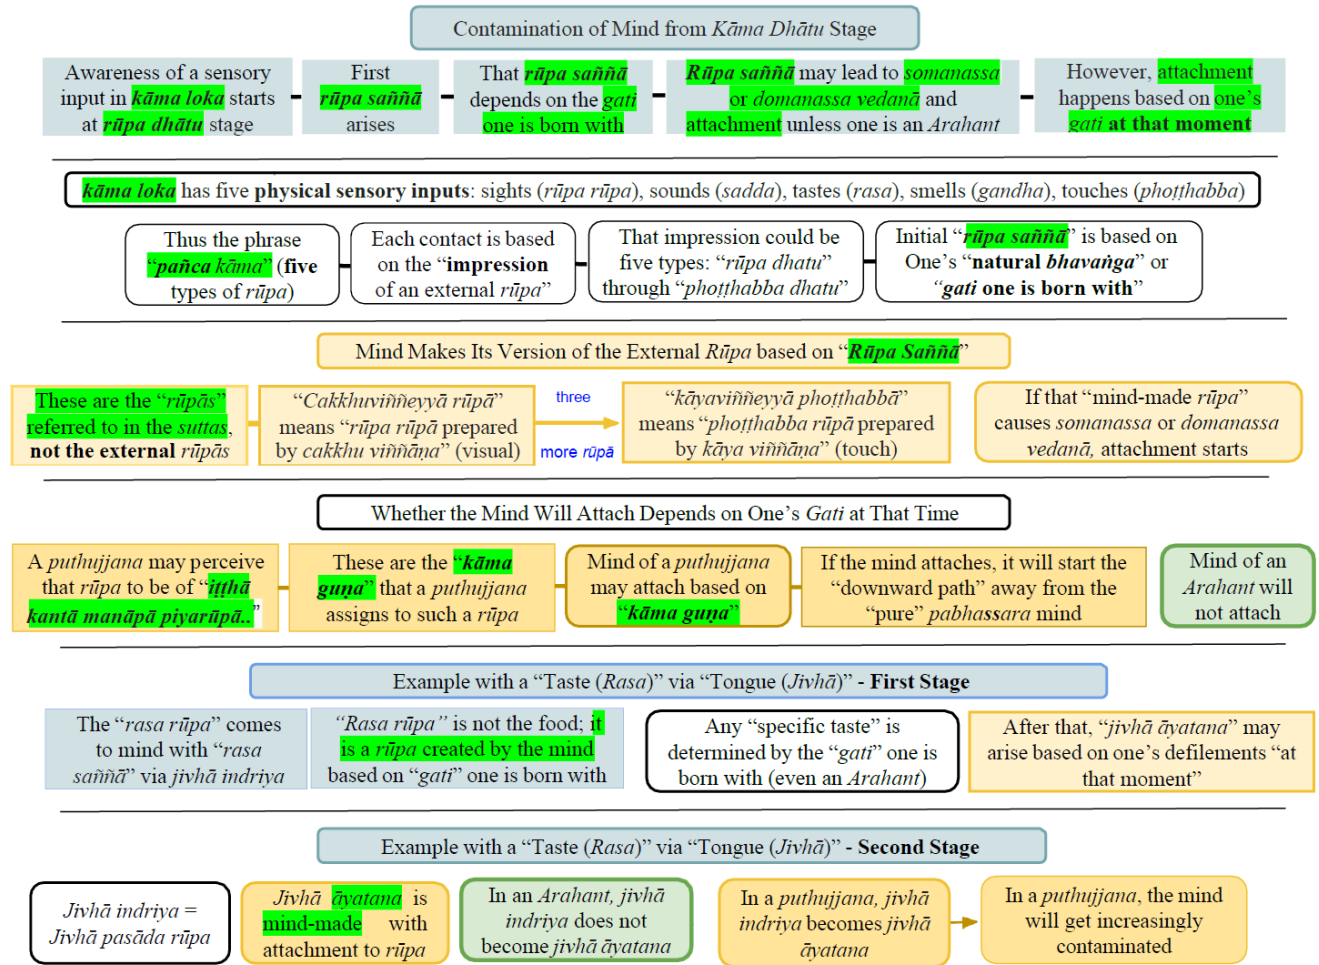 Contamination of Mind from Kāma Dhātu Stage
Awareness of a sensory
input in kāma loka starts
at rūpa dhātu stage
First
rūpa saññā
arises
That rūpa saññā
depends on the gati
one is born with
Rūpa saññā may lead to somanassa
or domanassa vedanā and
attachment unless one is an Arahant
However, attachment
happens based on one's
gati at that moment
kāma loka has five physical sensory inputs: sights (rūpa rūpa), sounds (sadda), tastes (rasa), smells (gandha), touches (phoṭṭhabba)
Thus the phrase
“pañca kāma” (five
types of rūpa)
Each contact is based
on the “impression
of an external rūpa”
That impression could be
five types: “rūpa dhatu”
through “phoṭṭhabba dhatu”
Initial “rūpa saññā” is based on
One's “natural bhavaṅga” or
“gati one is born with”
Mind Makes Its Version of the External Rūpa based on “Rūpa Saññā”
These are the “rūpās”
referred to in the suttas,
not the external rūpās
“Cakkhuviññeyyā rūpā”
means “rūpa rūpā prepared
by cakkhu viññāṇa” (visual)
three
more rūpā
“kāyaviññeyyā phoṭṭhabbā”
means “phoṭṭhabba rūpā prepared
by kāya viññāṇa” (touch)
If that “mind-made rūpa”
causes somanassa or domanassa
vedanā, attachment starts
Whether the Mind Will Attach Depends on One's Gati at That Time
A puthujjana may perceive
that rūpa to be of “iṭṭhā
kantā manāpā piyarūpā..”
These are the “kāma
guṇa” that a puthujjana
assigns to such a rūpa
Mind of a puthujjana
may attach based on
“kāma guṇa”
If the mind attaches, it will start the
“downward path” away from the
“pure” pabhassara mind
Mind of an
Arahant will
not attach
Example with a “Taste (Rasa)” via “Tongue (Jivhā)” - First Stage
The “rasa rūpa” comes
to mind with “rasa
saññā” via jivhā indriya
“Rasa rūpa” is not the food; it
is a rūpa created by the mind
based on “gati” one is born with
Any “specific taste” is
determined by the “gati” one is
born with (even an Arahant)
After that, “jivhā āyatana” may
arise based on one's defilements “at
that moment”
Example with a “Taste (Rasa)” via “Tongue (Jivhā)” - Second Stage
Jivhā indriya =
Jivhā pasāda rūpa
Jivhā āyatana is
mind-made with
attachment to rūpa
In an Arahant, jivhā
indriya does not
become jivhā āyatana
In a puthujjana, jivhā
indriya becomes jivhā
āyatana
In a puthujjana, the mind
will get increasingly
contaminated